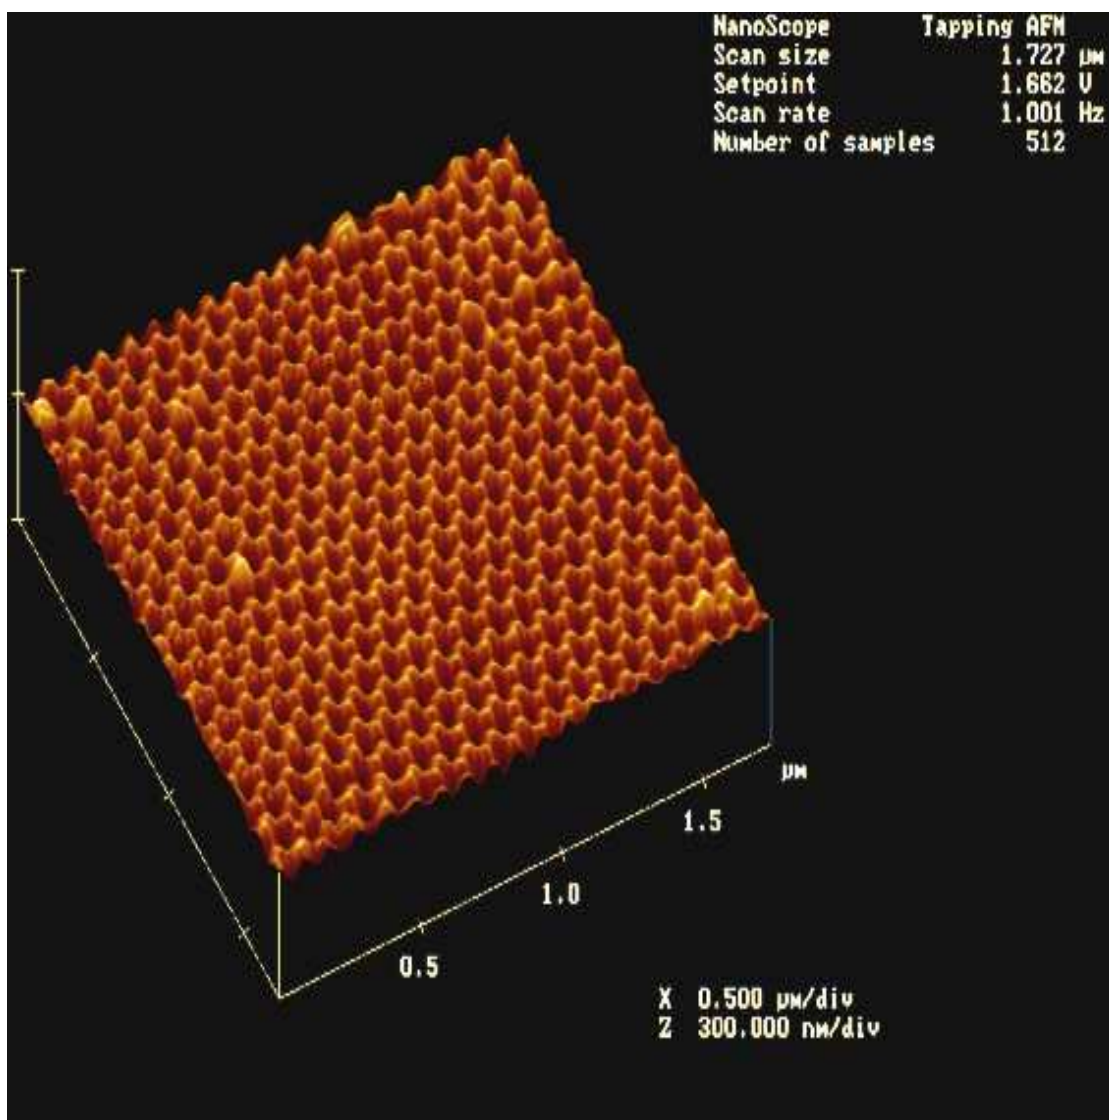 NanoScope Tapping AFM
Scan size 1.727 µm
Setpoint 1.662 V
Scan rate 1.001 Hz
Number of samples 512
µm
1.5
1.0
0.5
X 0.500 µm/div
Z 300.000 nm/div